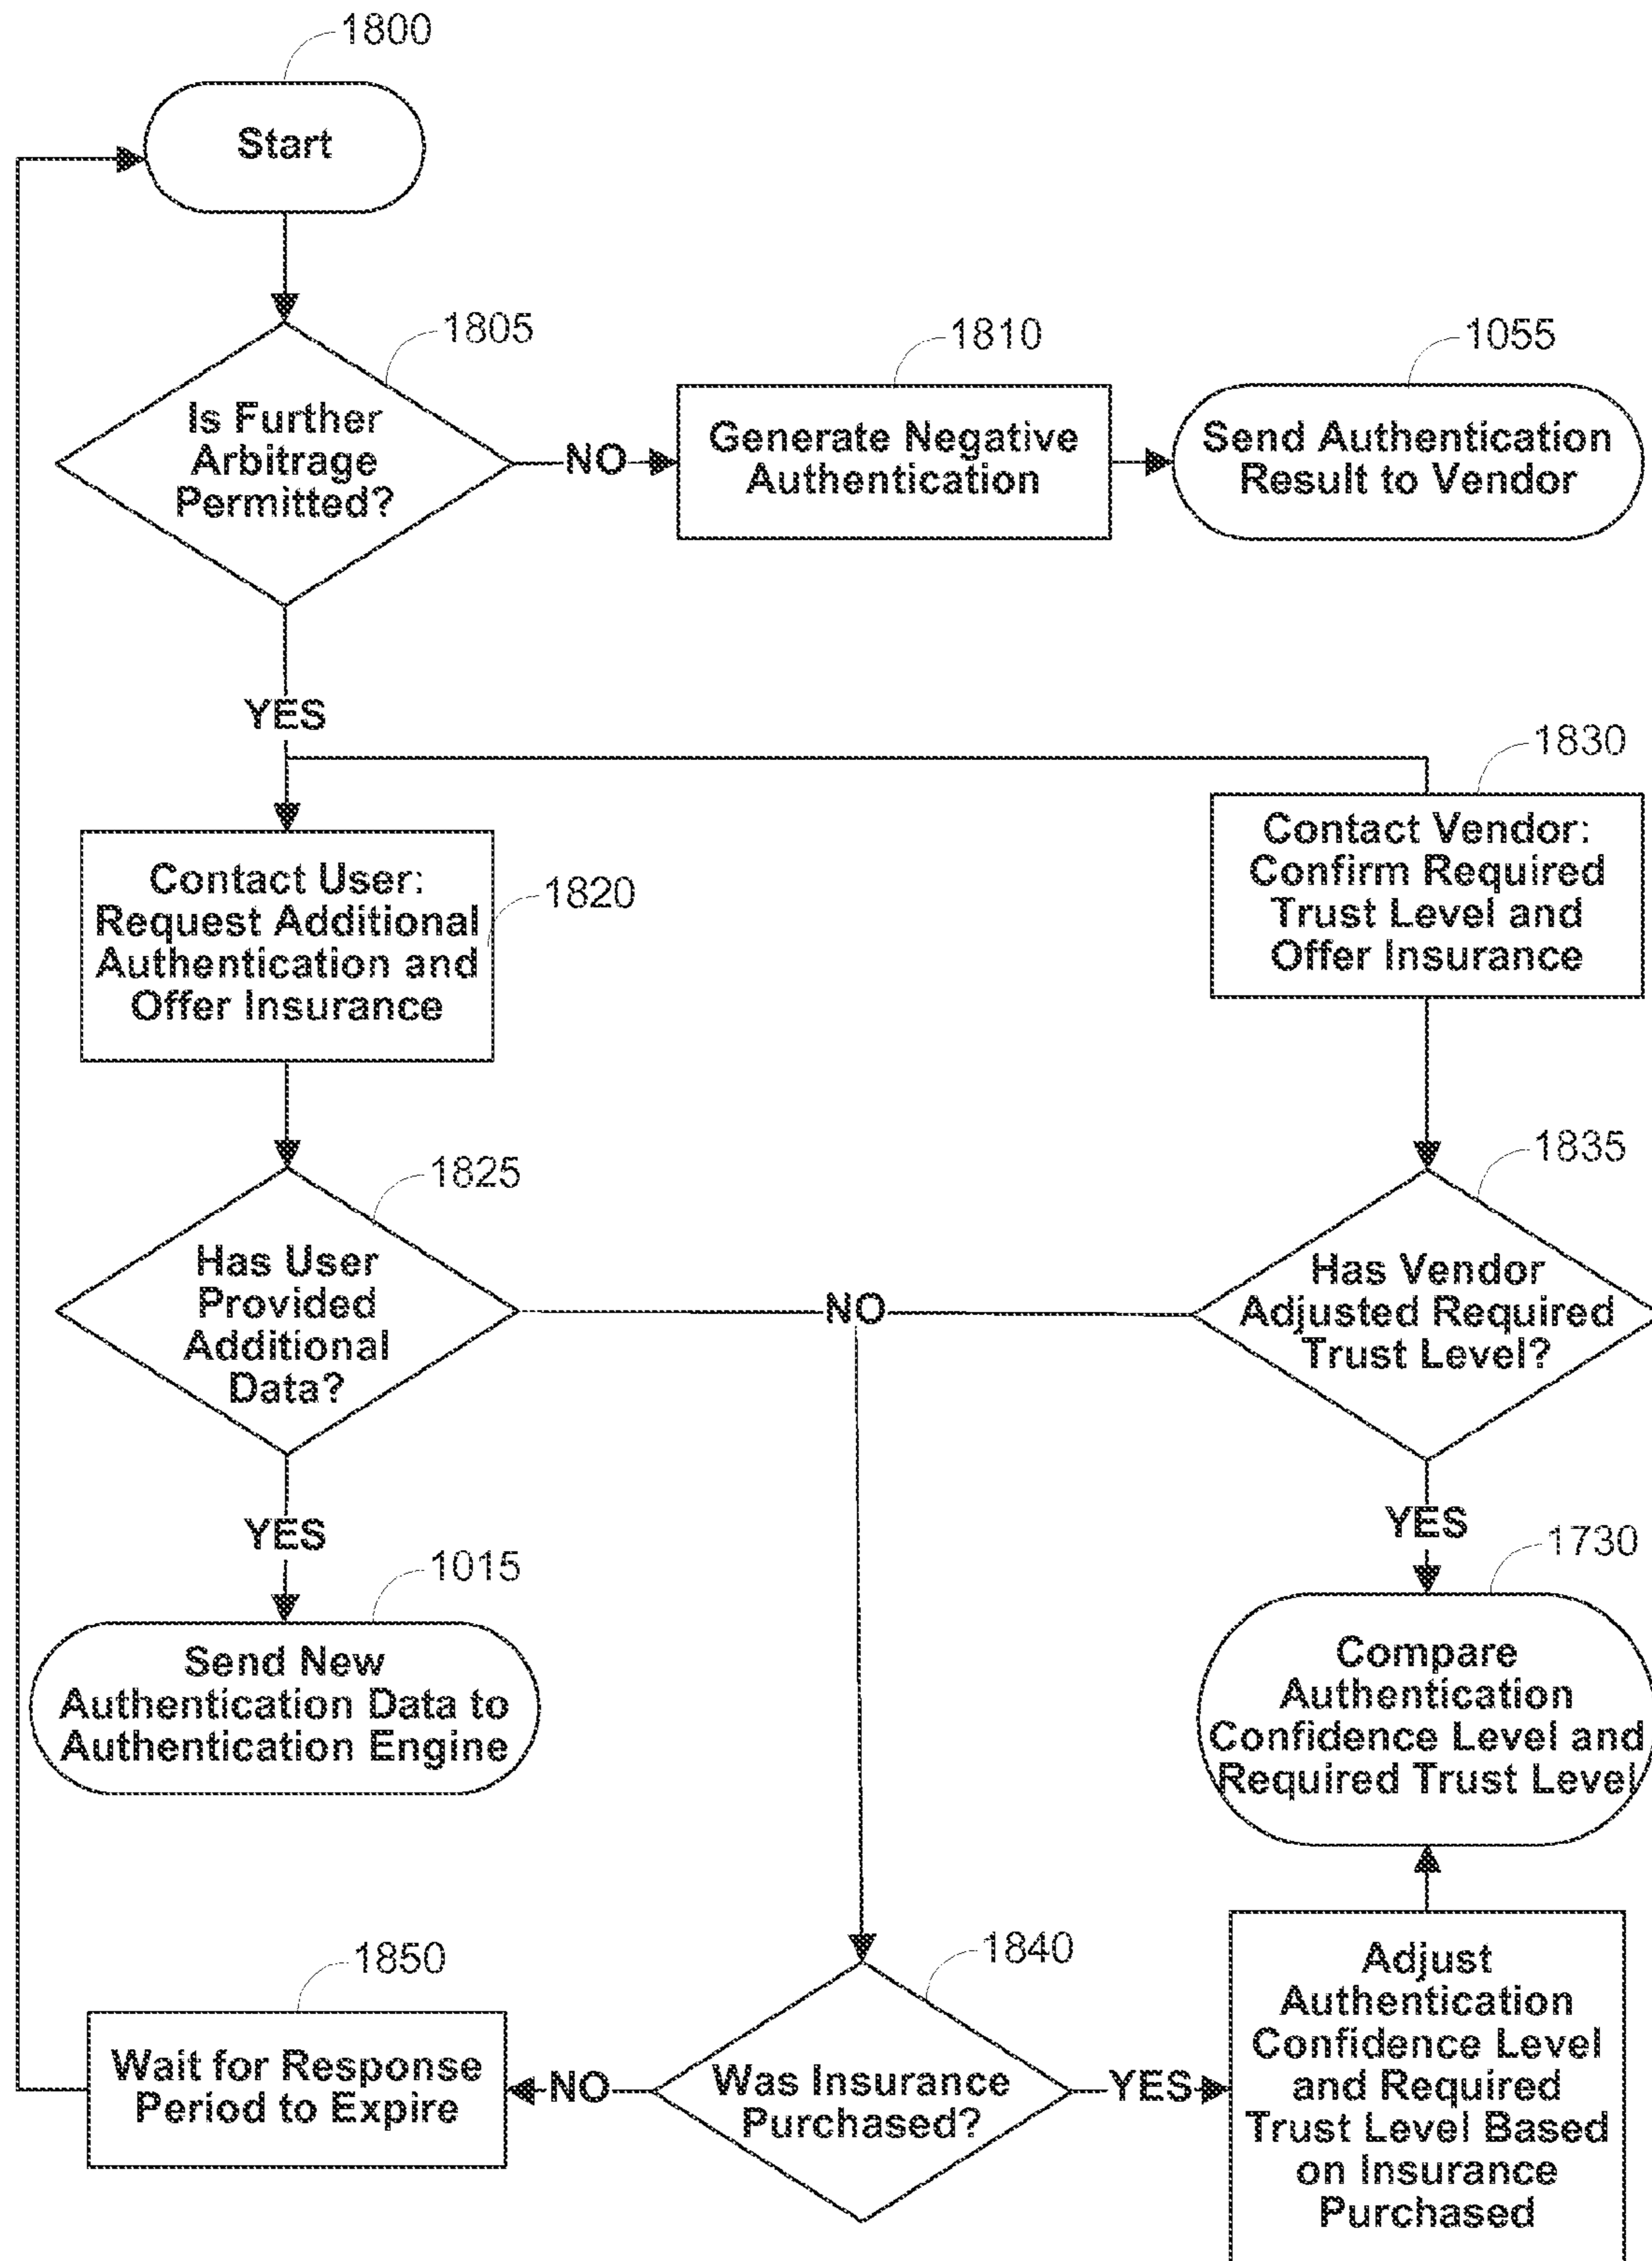 1800
Start
1805
Is Further
Arbitrage
Permitted?
NO
1810
Generate Negative
Authentication
1055
Send Authentication
Result to Vendor
YES
1830
Contact Vendor:
Confirm Required
Trust Level and
Offer Insurance
Contact User:
Request Additional
Authentication and
Offer Insurance
1820
1825
Has User
Provided
Additional
Data?
NO
1835
Has Vendor
Adjusted Required
Trust Level?
YES
YES
1015
Send New
Authentication Data to
Authentication Engine
1730
Compare
Authentication
Confidence Level and
Required Trust Level
1850
Wait for Response
Period to Expire
NO
1840
Was Insurance
Purchased?
YES
Adjust
Authentication
Confidence Level
and Required
Trust Level Based
on Insurance
Purchased